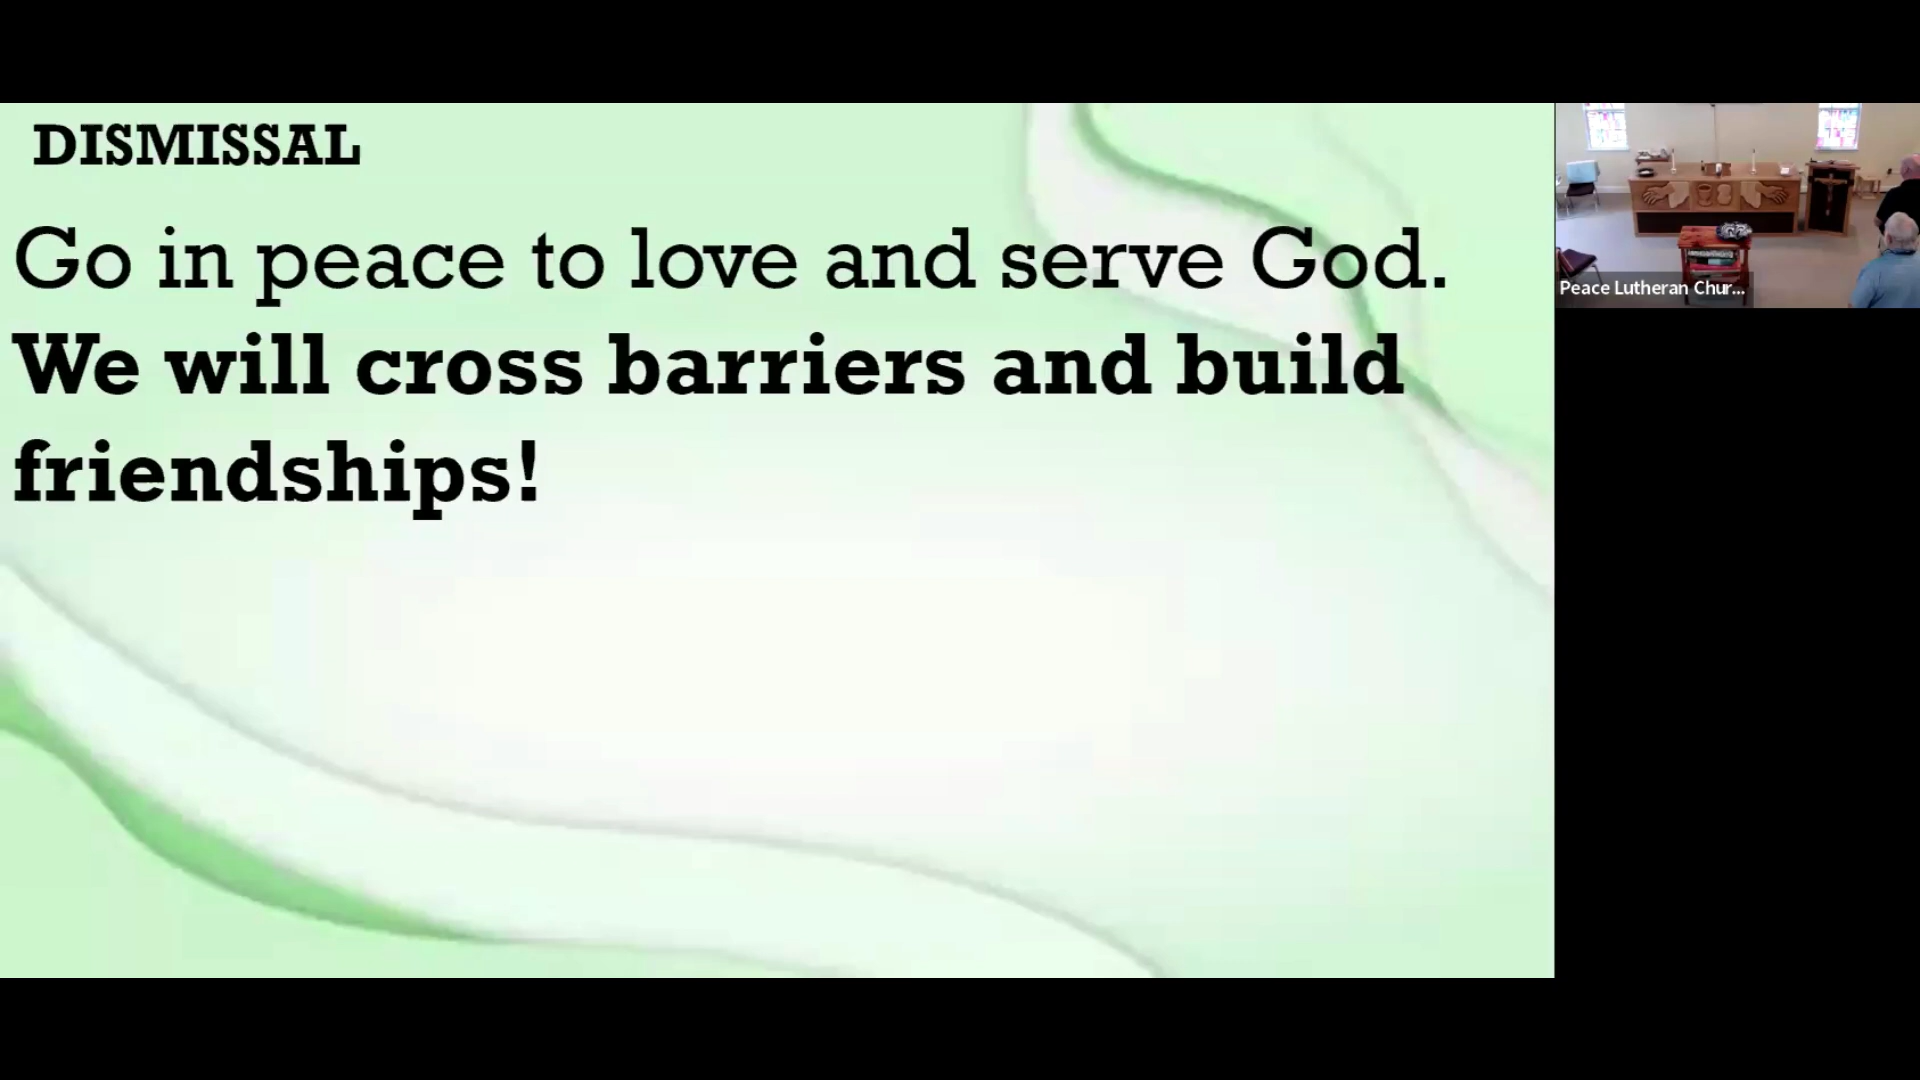 DISMISSAL
Go in peace to love and serve God.
We will cross barriers and build
friendships!
Peace Lutheran Chur...